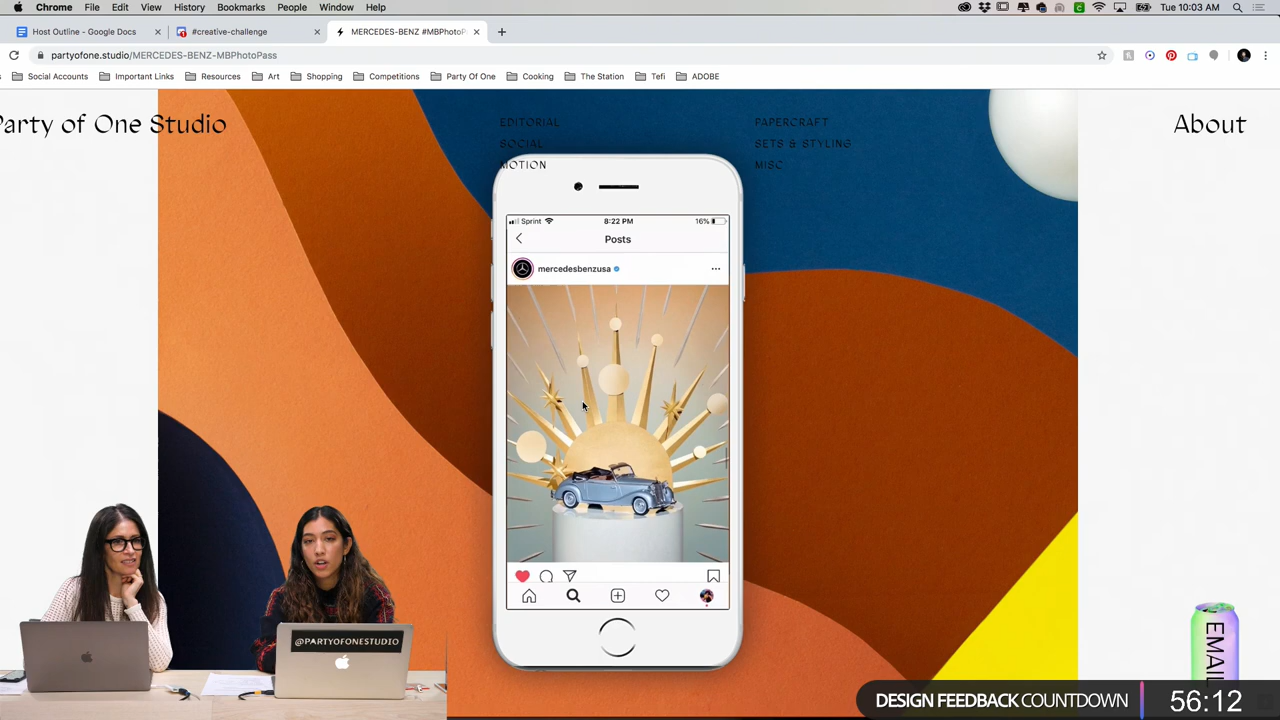 Chrome File Edit View History Bookmarks People Window Help Tue 10:03 AM
Host Outline - Google Docs #creative-challenge MERCEDES-BENZ #MBPhotoP
partyofone.studio/MERCEDES-BENZ-MBPhotoPass
Social Accounts Important Links Resources Art Shopping Competitions Party Of One Cooking The Station Tefi ADOBE
Party of One Studio
EDITORIAL
SOCIAL
MOTION
PAPERCRAFT
SETS & STYLING
MISC
About
Sprint 8:22 PM 16%
Posts
mercedesbenzusa
@PARTYOFONESTUDIO
EMAIL
DESIGN FEEDBACK COUNTDOWN 56:12